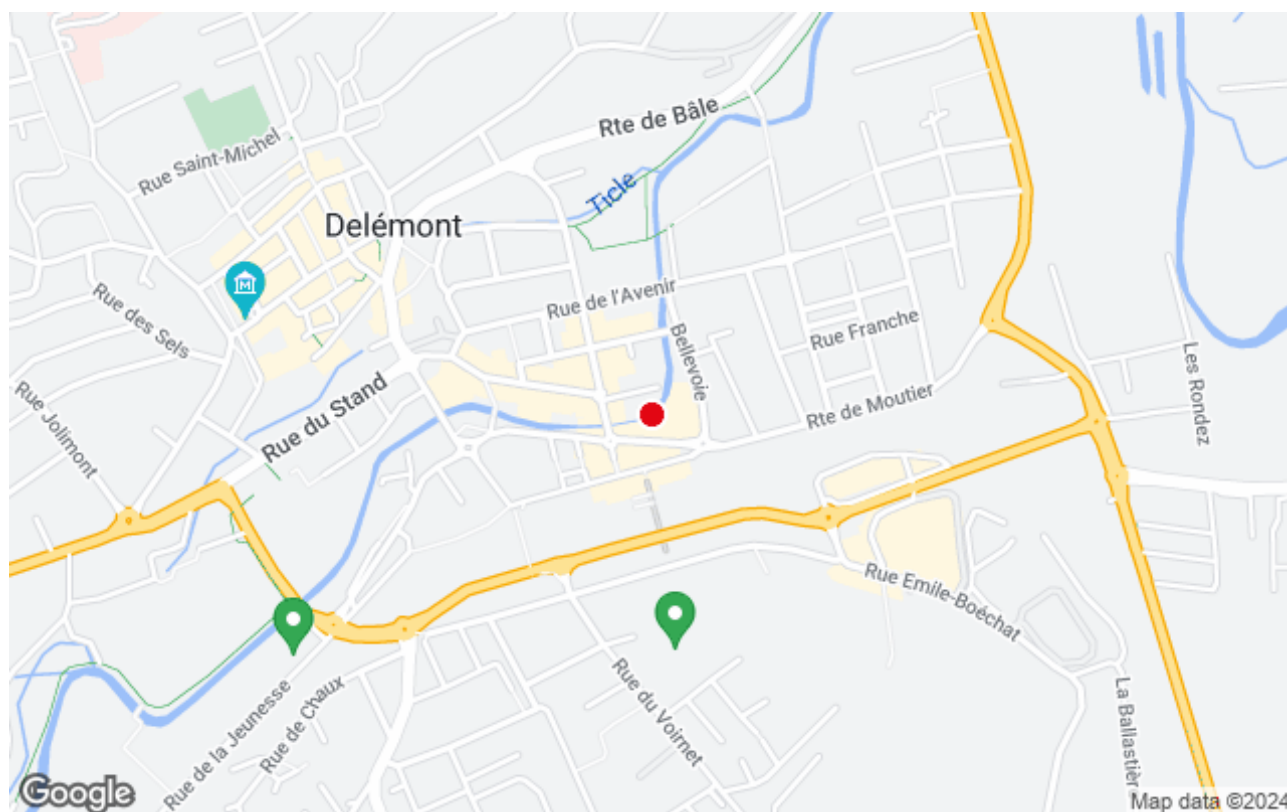 Rte de Bâle
Rue Saint-Michel
Ticle
Delémont
M
Rue de l'Avenir
Rue des Sels
Bellevoie
Rue Franche
Les Rondez
Rue du Stand
Rte de Moutier
Rue Jolimont
Rue Emile-Boéchat
Rue de la Jeunesse
Rue de Chaux
Rue du Voirnet
La Ballastièr
Google
Map data ©2024